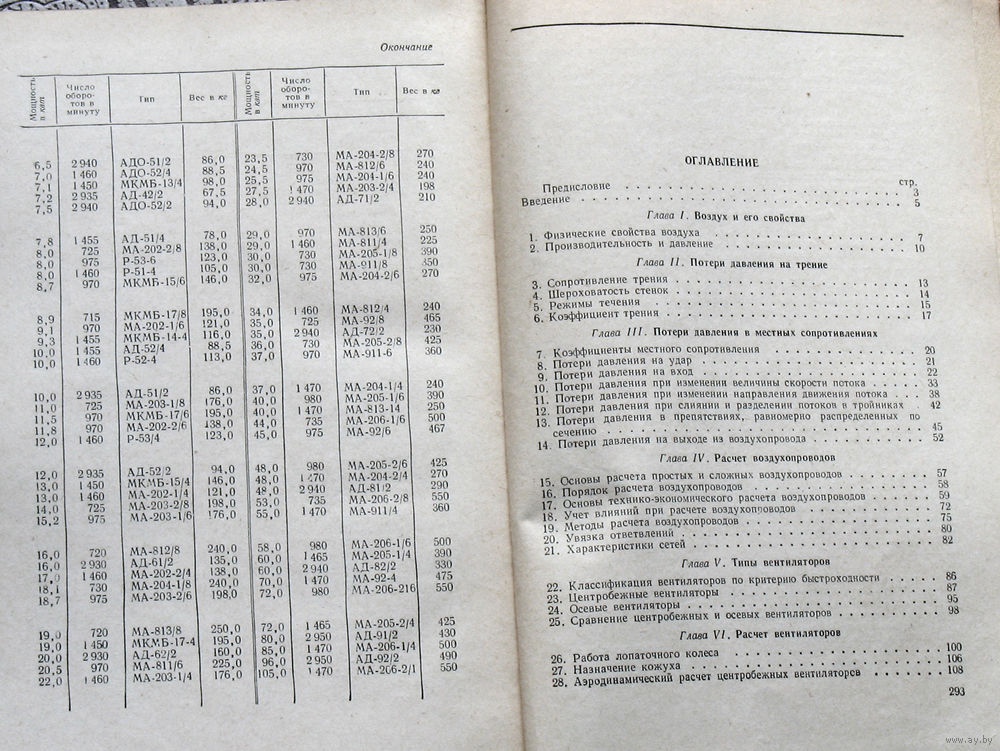 Окончание
Мощность в квт Число оборотов в минуту Тип Вес в кг Мощность в квт Число оборотов в минуту Тип Вес в кг
6,5 2 940 АДО-51/2 86,0 23,5 730 МА-204-2/8 270
7,0 1 460 АДО-52/4 88,5 24,5 970 МА-812/6 240
7,1 1 450 МКМБ-13/4 98,0 25,5 975 МА-204-1/6 240
7,2 2 935 АД-42/2 67,5 27,5 1 470 МА-203-2/4 198
7,5 2 940 АДО-52/2 94,0 28,0 2 940 АД-71/2 210
7,8 1 455 АД-51/4 78,0 29,0 970 МА-813/6 250
8,0 725 МА-202-2/8 138,0 29,0 1 460 МА-811/4 225
8,0 975 Р-53-6 123,0 30,0 730 МА-205-1/8 390
8,0 1 460 Р-51-4 105,0 30,0 730 МА-911/8 350
8,7 970 МКМБ-15/6 146,0 32,0 975 МА-204-2/6 270
8,9 715 МКМБ-17/8 195,0 34,0 1 460 МА-812/4 240
9,1 970 МА-202-1/6 121,0 35,0 725 МА-92/8 465
9,3 1 455 МКМБ-14-4 116,0 35,0 2 940 АД-72/2 230
10,0 1 455 АД-52/4 88,5 36,0 730 МА-205-2/8 425
10,0 1 460 Р-52-4 113,0 37,0 970 МА-911-6 360
10,0 2 935 АД-51/2 86,0 37,0 1 470 МА-204-1/4 240
11,0 725 МА-203-1/8 176,0 40,0 980 МА-205-1/6 390
11,5 970 МКМБ-17/6 195,0 40,0 1 470 МА-813-14 250
11,8 970 МА-202-2/6 138,0 44,0 735 МА-206-1/6 500
12,0 1 460 Р-53/4 123,0 45,0 975 МА-92/6 467
12,0 2 935 АД-52/2 94,0 48,0 980 МА-205-2/6 425
13,0 1 450 МКМБ-15/4 146,0 48,0 1 470 МА-204-2/4 270
13,0 1 460 МА-202-1/4 121,0 48,0 2 940 АД-81/2 290
14,0 725 МА-203-2/8 198,0 53,0 735 МА-206-2/8 550
15,2 975 МА-203-1/6 176,0 55,0 1 470 МА-911/4 360
16,0 720 МА-812/8 240,0 58,0 980 МА-206-1/6 500
16,0 2 930 АД-61/2 135,0 60,0 1 465 МА-205-1/4 390
17,0 1 460 МА-202-2/4 138,0 60,0 2 940 АД-82/2 330
18,1 730 МА-204-1/8 240,0 70,0 1 470 МА-92-4 475
18,7 975 МА-203-2/6 198,0 72,0 980 МА-206-216 550
19,0 720 МА-813/8 250,0 72,0 1 465 МА-205-2/4 425
19,0 1 450 МКМБ-17-4 195,0 80,0 2 950 АД-91/2 430
20,0 2 930 АД-62/2 160,0 85,0 1 470 МА-206-1/4 500
20,5 970 МА-811/6 225,0 96,0 2 950 АД-92/2 490
22,0 1 460 МА-203-1/4 176,0 105,0 1 470 МА-206-2/1 550
ОГЛАВЛЕНИЕ
стр.
Предисловие 3
Введение 5
Глава I. Воздух и его свойства
1. Физические свойства воздуха 7
2. Производительность и давление 10
Глава II. Потери давления на трение
3. Сопротивление трения 13
4. Шероховатость стенок 14
5. Режимы течения 15
6. Коэффициент трения 17
Глава III. Потери давления в местных сопротивлениях
7. Коэффициенты местного сопротивления 20
8. Потери давления на удар 21
9. Потери давления на вход 22
10. Потери давления при изменении величины скорости потока 33
11. Потери давления при изменении направления движения потока 38
12. Потери давления при слиянии и разделении потоков в тройниках 42
13. Потери давления в препятствиях, равномерно распределенных по
сечению 45
14. Потери давления на выходе из воздухопровода 52
Глава IV. Расчет воздухопроводов
15. Основы расчета простых и сложных воздухопроводов 57
16. Порядок расчета воздухопроводов 58
17. Основы технико-экономического расчета воздухопроводов 59
18. Учет влияний при расчете воздухопроводов 72
19. Методы расчета воздухопроводов 75
20. Увязка ответвлений 80
21. Характеристики сетей 82
Глава V. Типы вентиляторов
22. Классификация вентиляторов по критерию быстроходности 86
23. Центробежные вентиляторы 87
24. Осевые вентиляторы 95
25. Сравнение центробежных и осевых вентиляторов 98
Глава VI. Расчет вентиляторов
26. Работа лопаточного колеса 100
27. Назначение кожуха 106
28. Аэродинамический расчет центробежных вентиляторов 108
293
www.ay.by